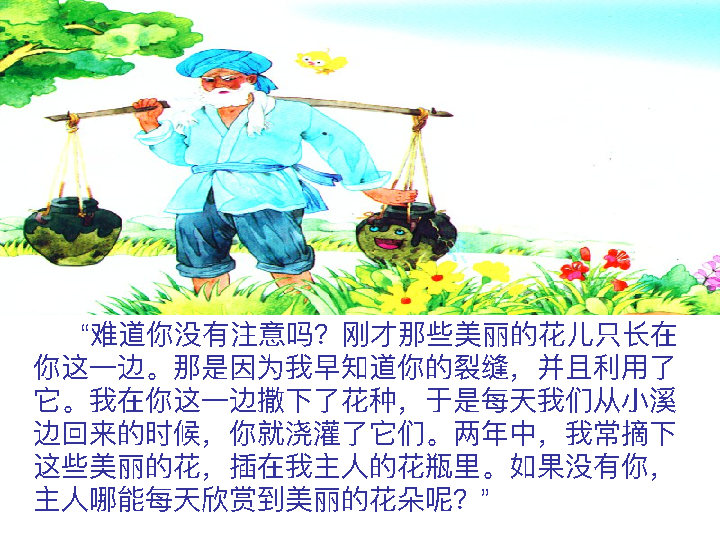 “难道你没有注意吗？刚才那些美丽的花儿只长在
你这一边。那是因为我早知道你的裂缝，并且利用了
它。我在你这一边撒下了花种，于是每天我们从小溪
边回来的时候，你就浇灌了它们。两年中，我常摘下
这些美丽的花，插在我主人的花瓶里。如果没有你，
主人哪能每天欣赏到美丽的花朵呢？”